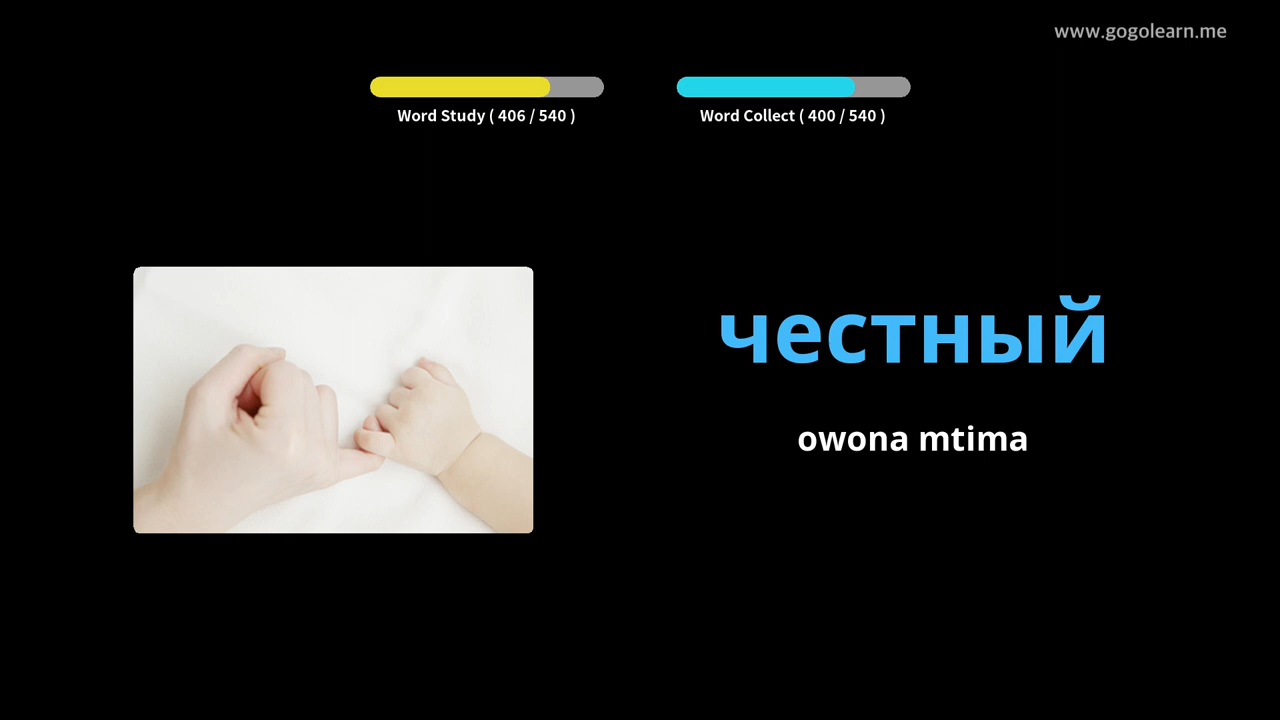 www.gogolearn.me
Word Study ( 406 / 540 )
Word Collect ( 400 / 540 )
честный
owona mtima